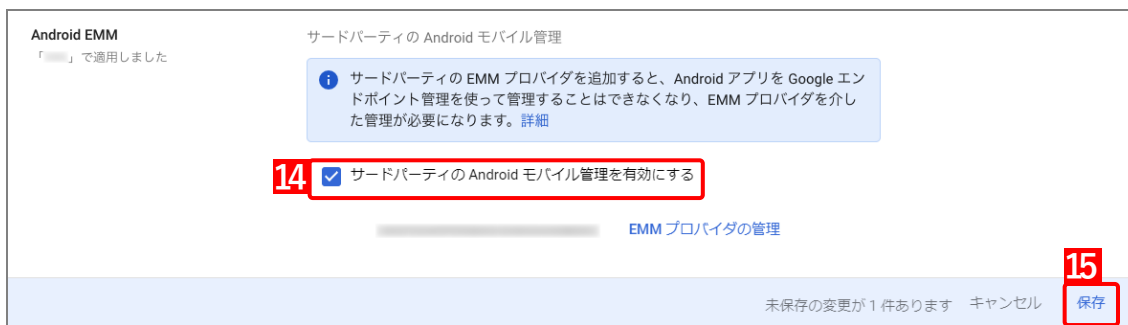 Android EMM
サードパーティの Android モバイル管理
「 」で適用しました
サードパーティの EMM プロバイダを追加すると、Android アプリを Google エン
ドポイント管理を使って管理することはできなくなり、EMM プロバイダを介し
た管理が必要になります。詳細
14
サードパーティの Android モバイル管理を有効にする
EMM プロバイダの管理
15
未保存の変更が 1 件あります キャンセル 保存